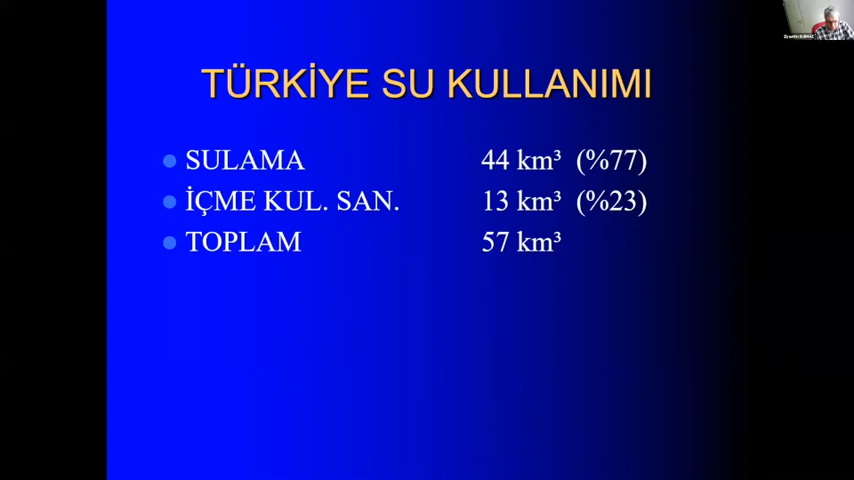 TÜRKİYE SU KULLANIMI
SULAMA 44 km³ (%77)
İÇME KUL. SAN. 13 km³ (%23)
TOPLAM 57 km³